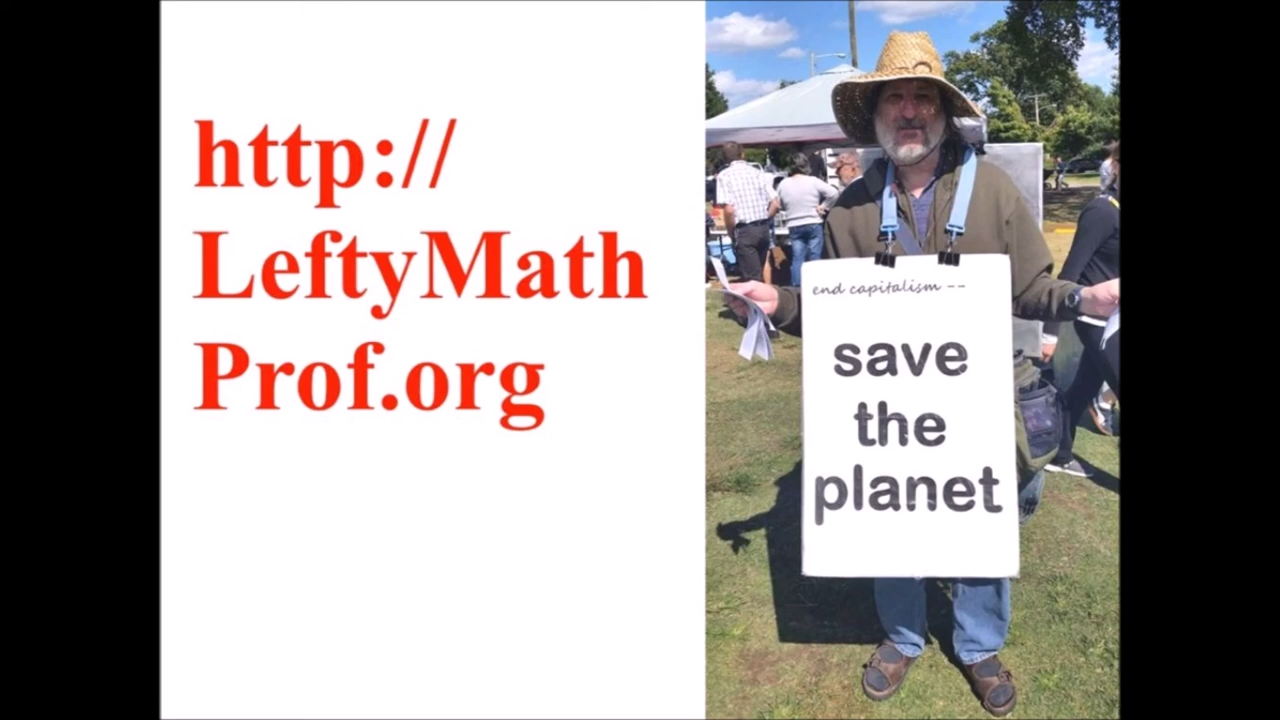 http://
LeftyMath
Prof.org
end capitalism --
save
the
planet